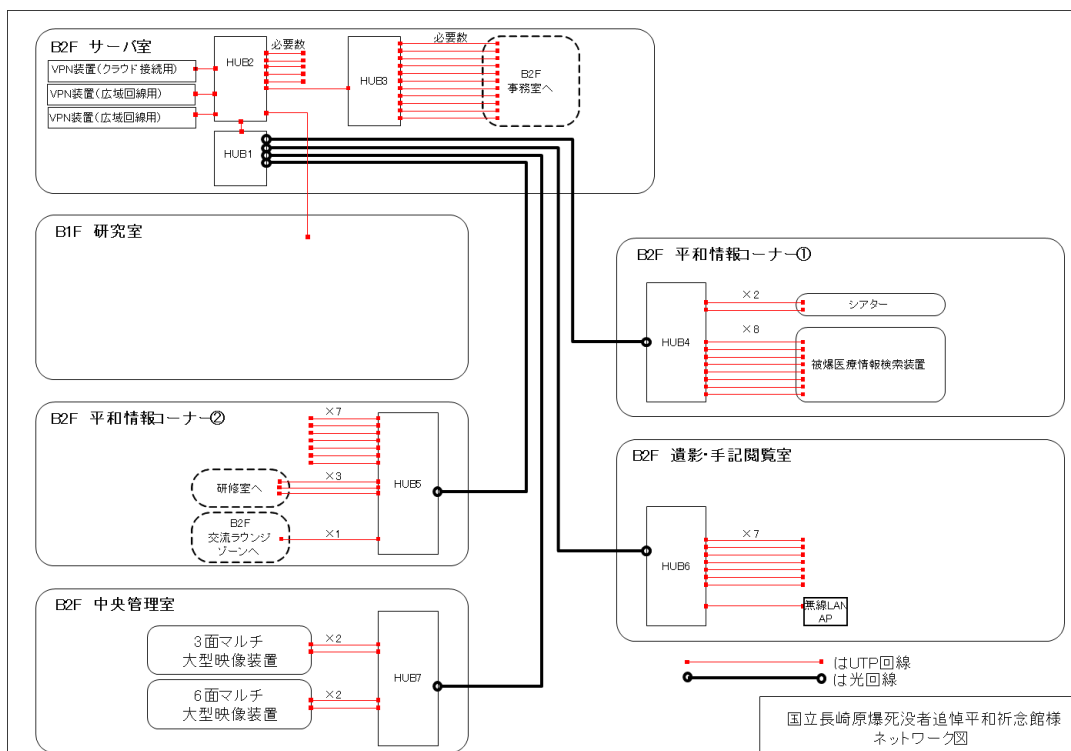 B2F サーバ室
VPN装置(クラウド接続用)
VPN装置(広域回線用)
VPN装置(広域回線用)
HUB2
必要数
HUB3
必要数
B2F
事務室へ
HUB1
B1F 研究室
B2F 平和情報コーナー①
HUB4
×2
シアター
×8
被爆医療情報検索装置
B2F 平和情報コーナー②
×7
HUB5
研修室へ
×3
B2F
交流ラウンジ
ゾーンへ
×1
B2F 遺影・手記閲覧室
HUB6
×7
無線LAN
AP
B2F 中央管理室
3面マルチ
大型映像装置
×2
HUB7
6面マルチ
大型映像装置
×2
はUTP回線
は光回線
国立長崎原爆死没者追悼平和祈念館様
ネットワーク図